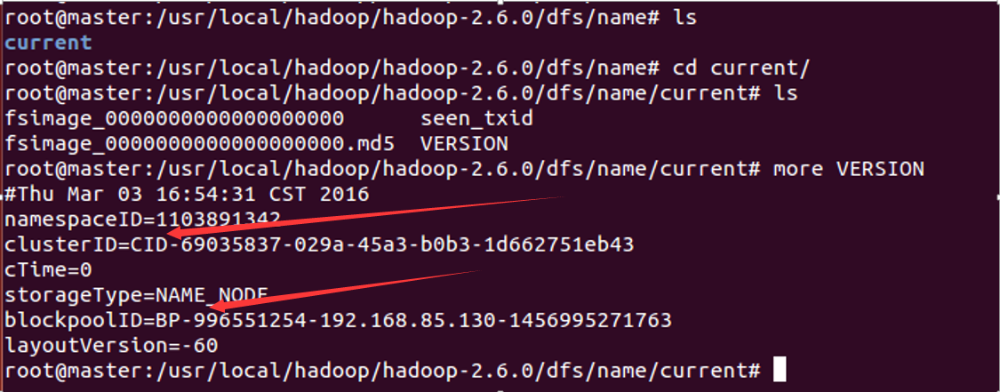 root@master:/usr/local/hadoop/hadoop-2.6.0/dfs/name# ls
current
root@master:/usr/local/hadoop/hadoop-2.6.0/dfs/name# cd current/
root@master:/usr/local/hadoop/hadoop-2.6.0/dfs/name/current# ls
fsimage_0000000000000000000 seen_txid
fsimage_0000000000000000000.md5 VERSION
root@master:/usr/local/hadoop/hadoop-2.6.0/dfs/name/current# more VERSION
#Thu Mar 03 16:54:31 CST 2016
namespaceID=1103891342
clusterID=CID-69035837-029a-45a3-b0b3-1d662751eb43
cTime=0
storageType=NAME_NODE
blockpoolID=BP-996551254-192.168.85.130-1456995271763
layoutVersion=-60
root@master:/usr/local/hadoop/hadoop-2.6.0/dfs/name/current#